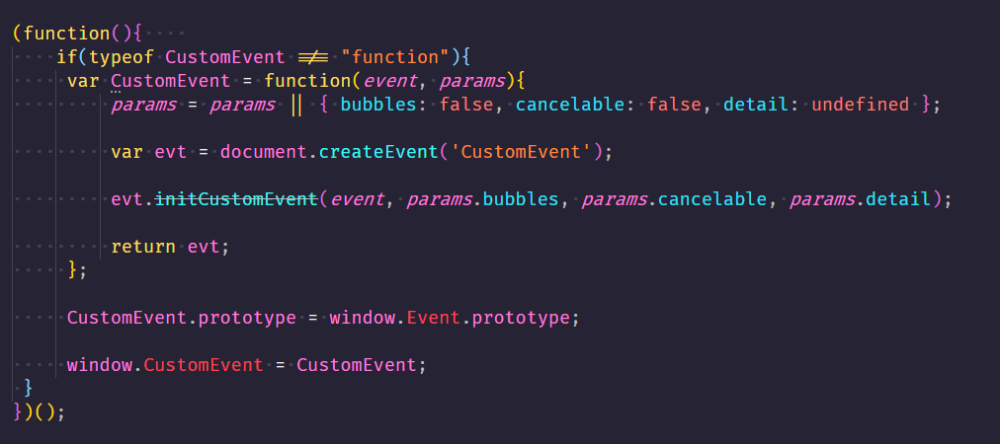 (function(){
    if(typeof CustomEvent !== "function"){
     var CustomEvent = function(event, params){
         params = params || { bubbles: false, cancelable: false, detail: undefined };

         var evt = document.createEvent('CustomEvent');

         evt.initCustomEvent(event, params.bubbles, params.cancelable, params.detail);

         return evt;
     };

     CustomEvent.prototype = window.Event.prototype;

     window.CustomEvent = CustomEvent;
 }
})();